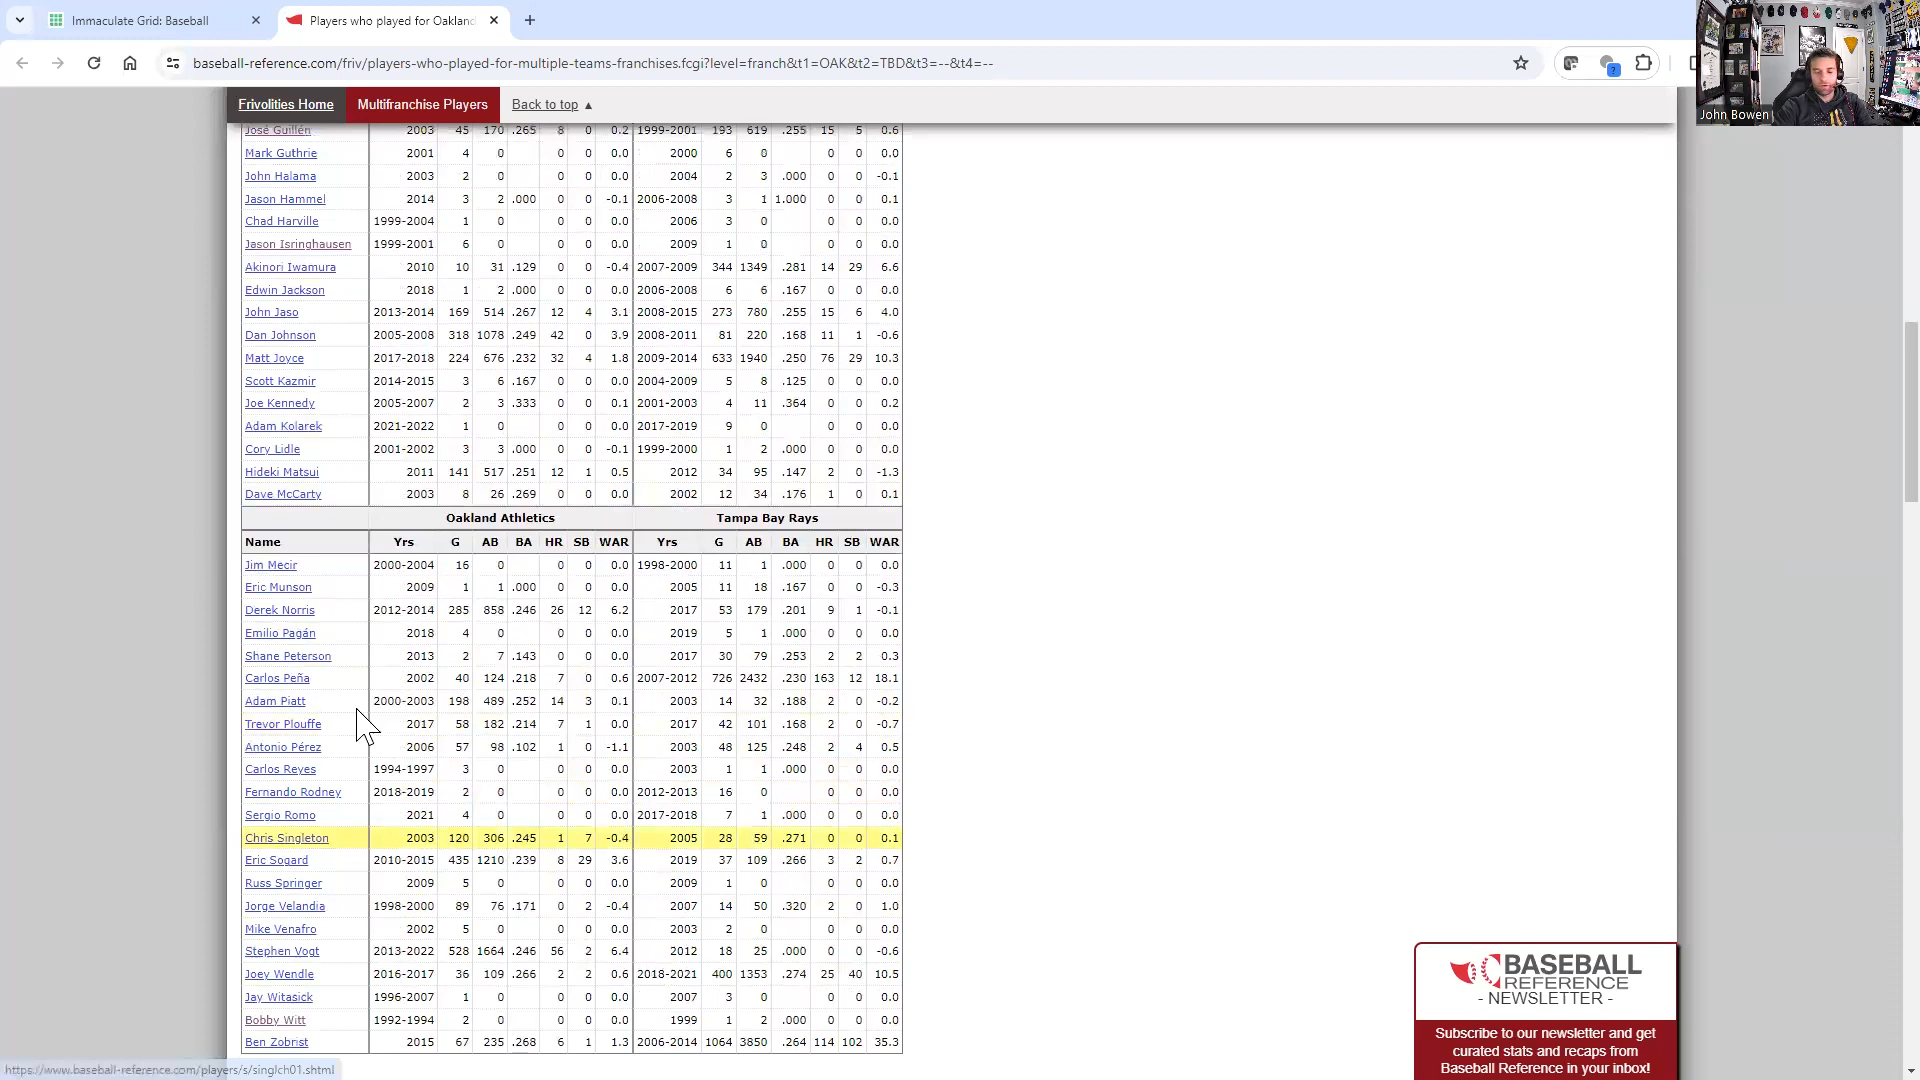 Immaculate Grid: Baseball
Players who played for Oakland
baseball-reference.com/friv/players-who-played-for-multiple-teams-franchises.fcgi?level=franch&t1=OAK&t2=TBD&t3=--&t4=--
John Bowen
Frivolities Home Multifranchise Players Back to top ▲
José Guillén 2003 45 170 .265 8 0 0.2 1999-2001 193 619 .255 15 5 0.6
Mark Guthrie 2001 4 0 0 0 0.0 2000 6 0 0 0 0.0
John Halama 2003 2 0 0 0 0.0 2004 2 3 .000 0 0 -0.1
Jason Hammel 2014 3 2 .000 0 0 -0.1 2006-2008 3 1 1.000 0 0 0.1
Chad Harville 1999-2004 1 0 0 0 0.0 2006 3 0 0 0 0.0
Jason Isringhausen 1999-2001 6 0 0 0 0.0 2009 1 0 0 0 0.0
Akinori Iwamura 2010 10 31 .129 0 0 -0.4 2007-2009 344 1349 .281 14 29 6.6
Edwin Jackson 2018 1 2 .000 0 0 0.0 2006-2008 6 6 .167 0 0 0.0
John Jaso 2013-2014 169 514 .267 12 4 3.1 2008-2015 273 780 .255 15 6 4.0
Dan Johnson 2005-2008 318 1078 .249 42 0 3.9 2008-2011 81 220 .168 11 1 -0.6
Matt Joyce 2017-2018 224 676 .232 32 4 1.8 2009-2014 633 1940 .250 76 29 10.3
Scott Kazmir 2014-2015 3 6 .167 0 0 0.0 2004-2009 5 8 .125 0 0 0.0
Joe Kennedy 2005-2007 2 3 .333 0 0 0.1 2001-2003 4 11 .364 0 0 0.2
Adam Kolarek 2021-2022 1 0 0 0 0.0 2017-2019 9 0 0 0 0.0
Cory Lidle 2001-2002 3 3 .000 0 0 -0.1 1999-2000 1 2 .000 0 0 0.0
Hideki Matsui 2011 141 517 .251 12 1 0.5 2012 34 95 .147 2 0 -1.3
Dave McCarty 2003 8 26 .269 0 0 0.0 2002 12 34 .176 1 0 0.1
Oakland Athletics Tampa Bay Rays
Name Yrs G AB BA HR SB WAR Yrs G AB BA HR SB WAR
Jim Mecir 2000-2004 16 0 0 0 0.0 1998-2000 11 1 .000 0 0 0.0
Eric Munson 2009 1 1 .000 0 0 0.0 2005 11 18 .167 0 0 -0.3
Derek Norris 2012-2014 285 858 .246 26 12 6.2 2017 53 179 .201 9 1 -0.1
Emilio Pagán 2018 4 0 0 0 0.0 2019 5 1 .000 0 0 0.0
Shane Peterson 2013 2 7 .143 0 0 0.0 2017 30 79 .253 2 2 0.3
Carlos Peña 2002 40 124 .218 7 0 0.6 2007-2012 726 2432 .230 163 12 18.1
Adam Piatt 2000-2003 198 489 .252 14 3 0.1 2003 14 32 .188 2 0 -0.2
Trevor Plouffe 2017 58 182 .214 7 1 0.0 2017 42 101 .168 2 0 -0.7
Antonio Pérez 2006 57 98 .102 1 0 -1.1 2003 48 125 .248 2 4 0.5
Carlos Reyes 1994-1997 3 0 0 0 0.0 2003 1 1 .000 0 0 0.0
Fernando Rodney 2018-2019 2 0 0 0 0.0 2012-2013 16 0 0 0 0.0
Sergio Romo 2021 4 0 0 0 0.0 2017-2018 7 1 .000 0 0 0.0
Chris Singleton 2003 120 306 .245 1 7 -0.4 2005 28 59 .271 0 0 0.1
Eric Sogard 2010-2015 435 1210 .239 8 29 3.6 2019 37 109 .266 3 2 0.7
Russ Springer 2009 5 0 0 0 0.0 2009 1 0 0 0 0.0
Jorge Velandia 1998-2000 89 76 .171 0 2 -0.4 2007 14 50 .320 2 0 1.0
Mike Venafro 2002 5 0 0 0 0.0 2003 2 0 0 0 0.0
Stephen Vogt 2013-2022 528 1664 .246 56 2 6.4 2012 18 25 .000 0 0 -0.6
Joey Wendle 2016-2017 36 109 .266 2 2 0.6 2018-2021 400 1353 .274 25 40 10.5
Jay Witasick 1996-2007 1 0 0 0 0.0 2007 3 0 0 0 0.0
Bobby Witt 1992-1994 2 0 0 0 0.0 1999 1 2 .000 0 0 0.0
Ben Zobrist 2015 67 235 .268 6 1 1.3 2006-2014 1064 3850 .264 114 102 35.3
BASEBALL
REFERENCE
- NEWSLETTER -
Subscribe to our newsletter and get
curated stats and recaps from
Baseball Reference in your inbox!
https://www.baseball-reference.com/players/s/singlch01.shtml